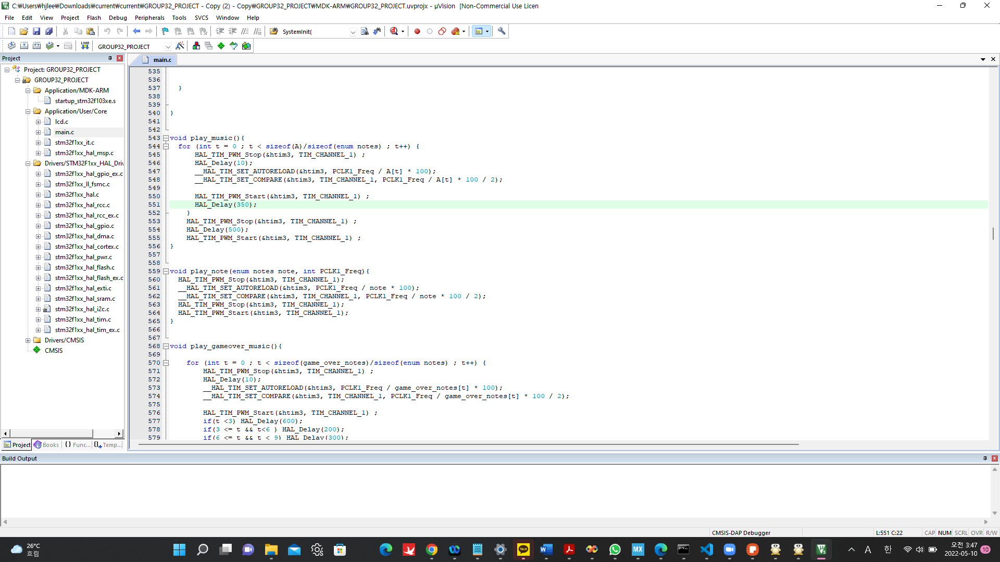 C:₩Users₩hjlee₩Downloads₩current₩current₩GROUP32_PROJECT - Copy (2) - Copy₩GROUP32_PROJECT₩MDK-ARM₩GROUP32_PROJECT.uvprojx - µVision  [Non-Commercial Use Licen
File Edit View Project Flash Debug Peripherals Tools SVCS Window Help
SystemInit(
LOAD
GROUP32_PROJECT
Project
Project: GROUP32_PROJECT
GROUP32_PROJECT
Application/MDK-ARM
startup_stm32f103xe.s
Application/User/Core
lcd.c
main.c
stm32f1xx_it.c
stm32f1xx_hal_msp.c
Drivers/STM32F1xx_HAL_Driv
stm32f1xx_hal_gpio_ex.c
stm32f1xx_ll_fsmc.c
stm32f1xx_hal.c
stm32f1xx_hal_rcc.c
stm32f1xx_hal_rcc_ex.c
stm32f1xx_hal_gpio.c
stm32f1xx_hal_dma.c
stm32f1xx_hal_cortex.c
stm32f1xx_hal_pwr.c
stm32f1xx_hal_flash.c
stm32f1xx_hal_flash_ex.c
stm32f1xx_hal_exti.c
stm32f1xx_hal_sram.c
stm32f1xx_hal_i2c.c
stm32f1xx_hal_tim.c
stm32f1xx_hal_tim_ex.c
Drivers/CMSIS
CMSIS
Project Books {} Func... 0 Temp...
main.c
535
536
537   }
538
539
540 }
541
542
543 void play_music(){
544   for (int t = 0 ; t < sizeof(A)/sizeof(enum notes) ; t++) {
545       HAL_TIM_PWM_Stop(&htim3, TIM_CHANNEL_1) ;
546       HAL_Delay(10);
547       __HAL_TIM_SET_AUTORELOAD(&htim3, PCLK1_Freq / A[t] * 100);
548       __HAL_TIM_SET_COMPARE(&htim3, TIM_CHANNEL_1, PCLK1_Freq / A[t] * 100 / 2);
549
550       HAL_TIM_PWM_Start(&htim3, TIM_CHANNEL_1) ;
551       HAL_Delay(350);
552     }
553     HAL_TIM_PWM_Stop(&htim3, TIM_CHANNEL_1) ;
554     HAL_Delay(500);
555     HAL_TIM_PWM_Start(&htim3, TIM_CHANNEL_1) ;
556 }
557
558
559 void play_note(enum notes note, int PCLK1_Freq){
560   HAL_TIM_PWM_Stop(&htim3, TIM_CHANNEL_1);
561   __HAL_TIM_SET_AUTORELOAD(&htim3, PCLK1_Freq / note * 100);
562   __HAL_TIM_SET_COMPARE(&htim3, TIM_CHANNEL_1, PCLK1_Freq / note * 100 / 2);
563   HAL_TIM_PWM_Stop(&htim3, TIM_CHANNEL_1);
564   HAL_TIM_PWM_Start(&htim3, TIM_CHANNEL_1);
565 }
566
567
568 void play_gameover_music(){
569
570     for (int t = 0 ; t < sizeof(game_over_notes)/sizeof(enum notes) ; t++) {
571         HAL_TIM_PWM_Stop(&htim3, TIM_CHANNEL_1) ;
572         HAL_Delay(10);
573         __HAL_TIM_SET_AUTORELOAD(&htim3, PCLK1_Freq / game_over_notes[t] * 100);
574         __HAL_TIM_SET_COMPARE(&htim3, TIM_CHANNEL_1, PCLK1_Freq / game_over_notes[t] * 100 / 2);
575
576         HAL_TIM_PWM_Start(&htim3, TIM_CHANNEL_1) ;
577         if(t <3) HAL_Delay(600);
578         if(3 <= t && t<6 ) HAL_Delay(200);
579         if(6 <= t && t < 9) HAL_Delay(300);
Build Output
CMSIS-DAP Debugger L:551 C:22 CAP NUM SCRL OVR R/W
26°C
흐림
TALK
MX
A 한
오전 3:47
2022-05-10
10